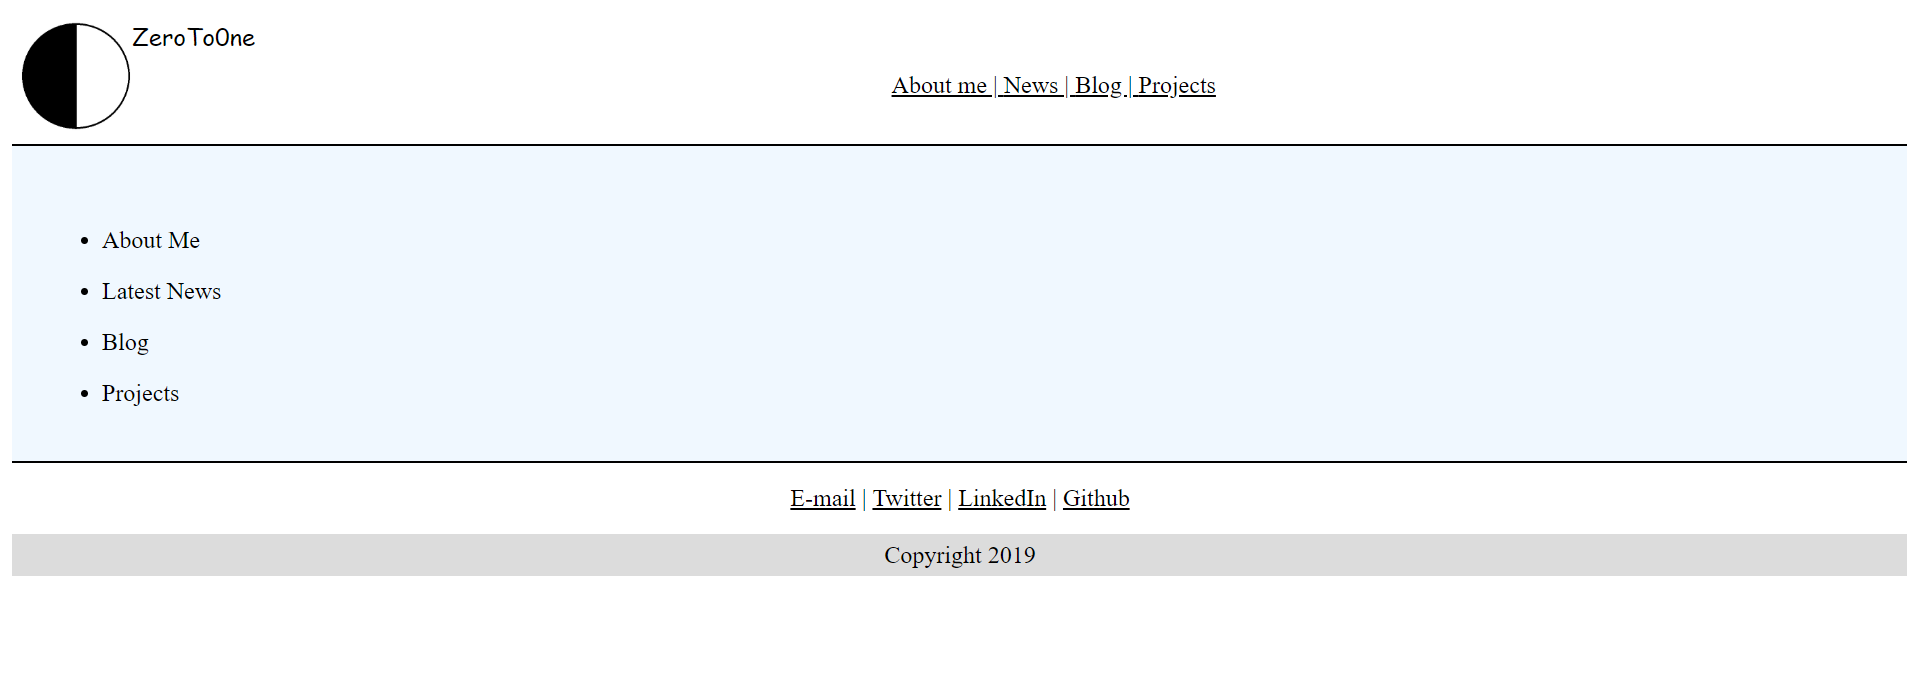 ZeroToOne
About me | News | Blog | Projects
About Me
Latest News
Blog
Projects
E-mail | Twitter | LinkedIn | Github
Copyright 2019